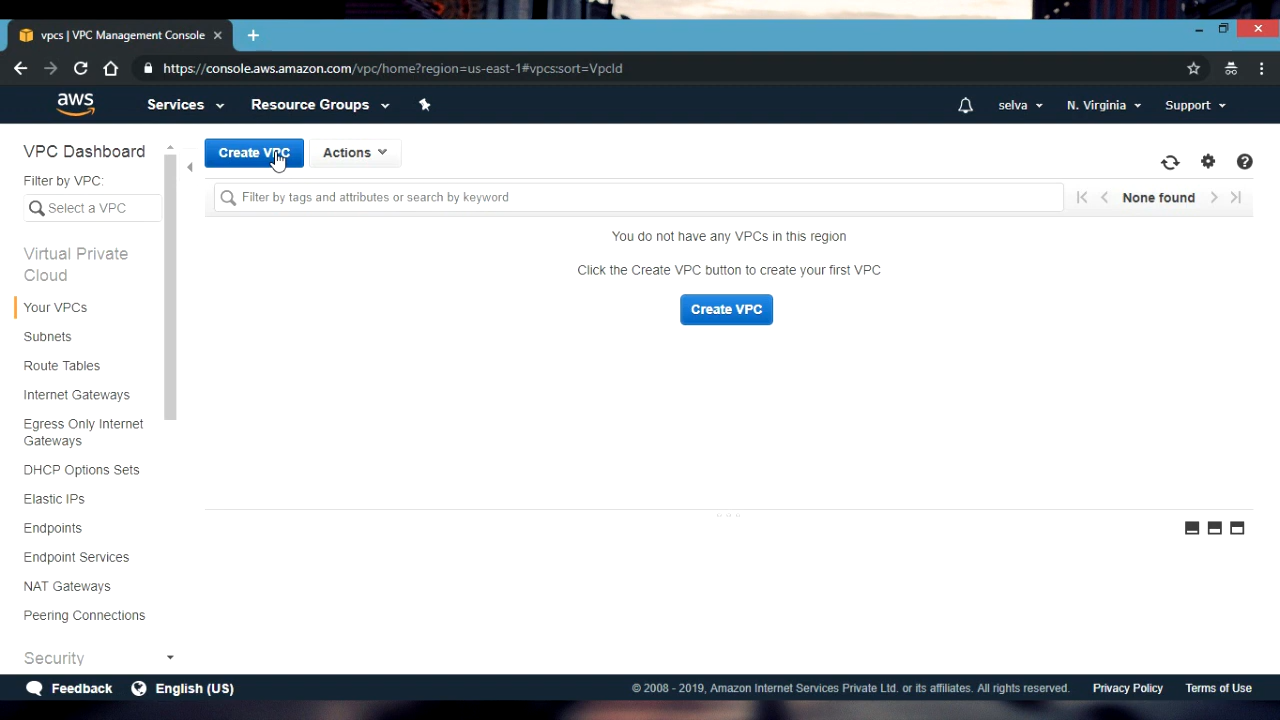 vpcs | VPC Management Console
https://console.aws.amazon.com/vpc/home?region=us-east-1#vpcs:sort=VpcId
aws
Services
Resource Groups
selva
N. Virginia
Support
VPC Dashboard
Filter by VPC:
Select a VPC
Virtual Private
Cloud
Your VPCs
Subnets
Route Tables
Internet Gateways
Egress Only Internet
Gateways
DHCP Options Sets
Elastic IPs
Endpoints
Endpoint Services
NAT Gateways
Peering Connections
Security
Create VPC
Actions
Filter by tags and attributes or search by keyword
None found
You do not have any VPCs in this region
Click the Create VPC button to create your first VPC
Create VPC
Feedback
English (US)
© 2008 - 2019, Amazon Internet Services Private Ltd. or its affiliates. All rights reserved.
Privacy Policy
Terms of Use